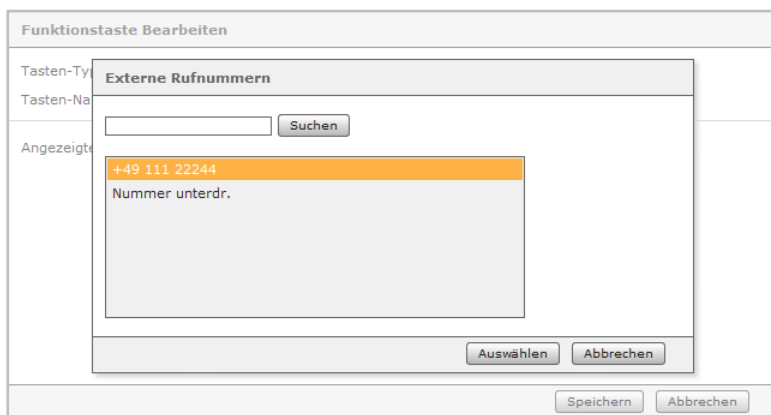 Funktionstaste Bearbeiten
Tasten-Typ
Externe Rufnummern
Tasten-Na
Suchen
Angezeigte
+49 111 22244
Nummer unterdr.
Auswählen Abbrechen
Speichern Abbrechen